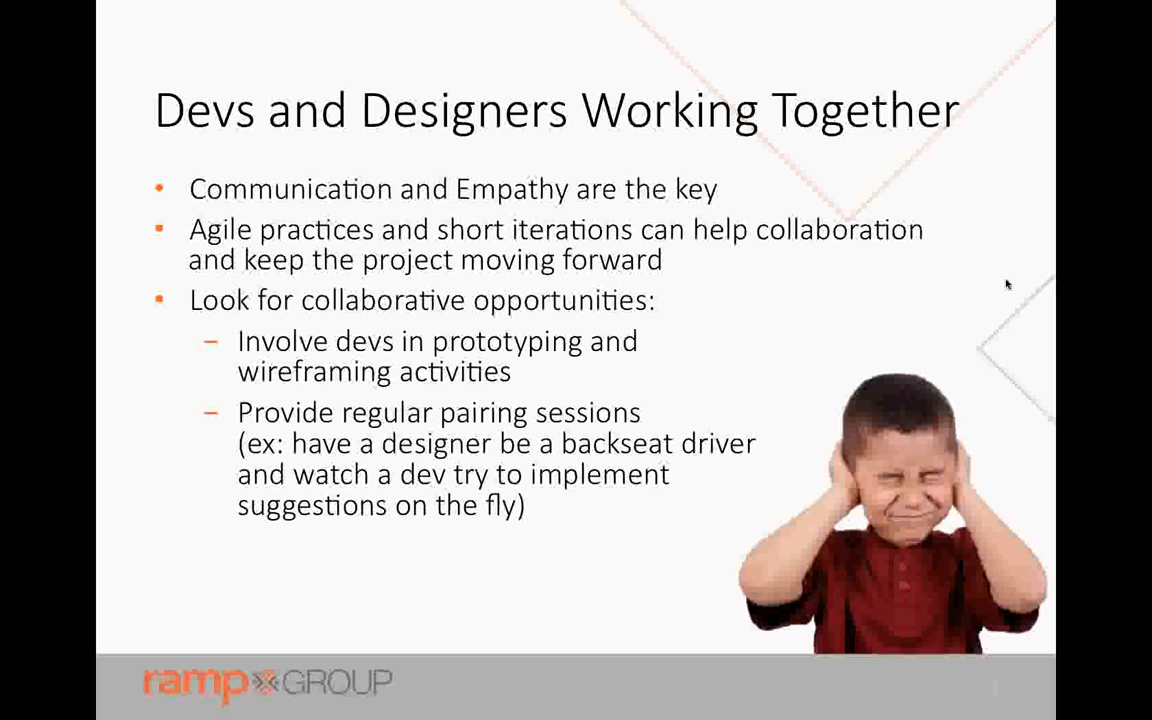 Devs and Designers Working Together
• Communication and Empathy are the key
• Agile practices and short iterations can help collaboration
and keep the project moving forward
• Look for collaborative opportunities:
– Involve devs in prototyping and
wireframing activities
– Provide regular pairing sessions
(ex: have a designer be a backseat driver
and watch a dev try to implement
suggestions on the fly)
ramp GROUP